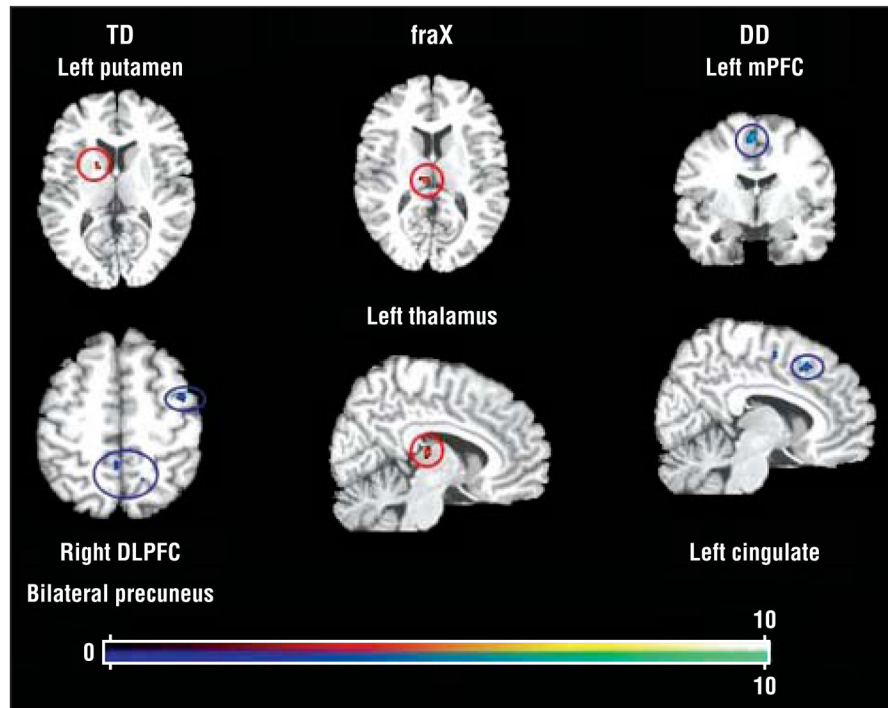 TD
Left putamen
fraX
DD
Left mPFC
Left thalamus
Right DLPFC
Bilateral precuneus
Left cingulate
10
0
10